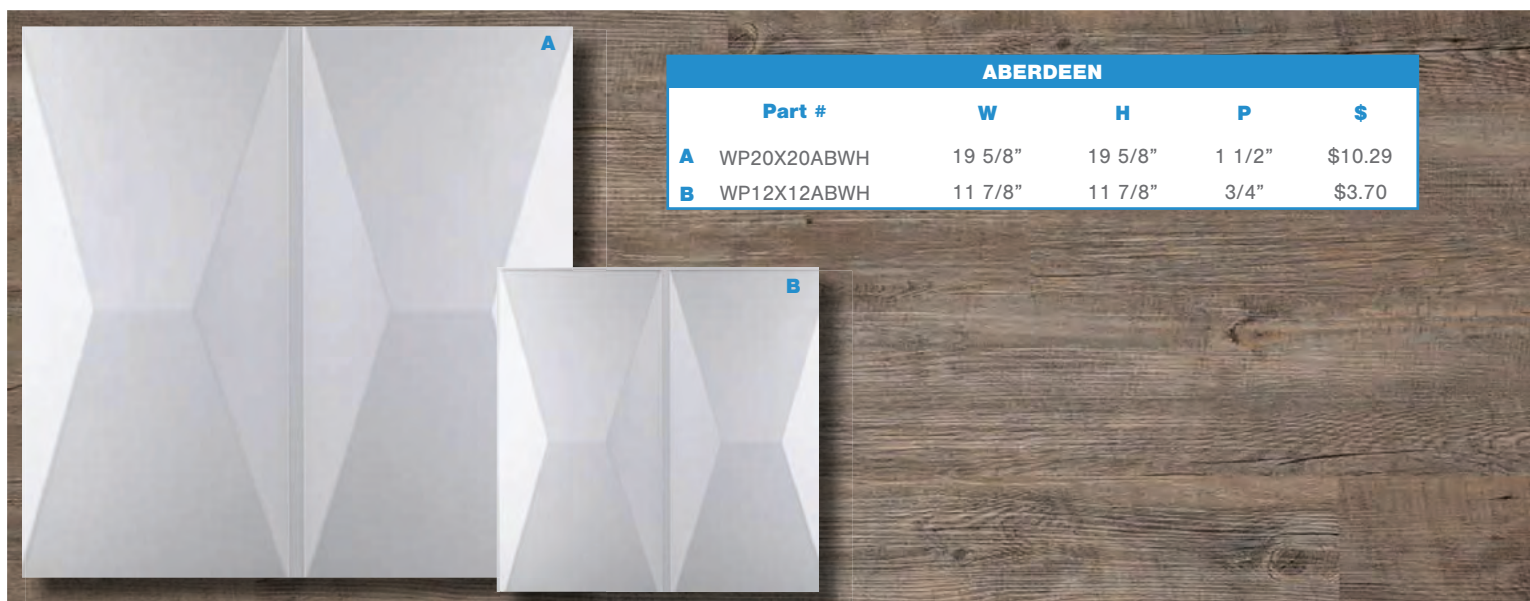 A
ABERDEEN
Part # W H P $
A WP20X20ABWH 19 5/8” 19 5/8” 1 1/2” $10.29
B WP12X12ABWH 11 7/8” 11 7/8” 3/4” $3.70
B